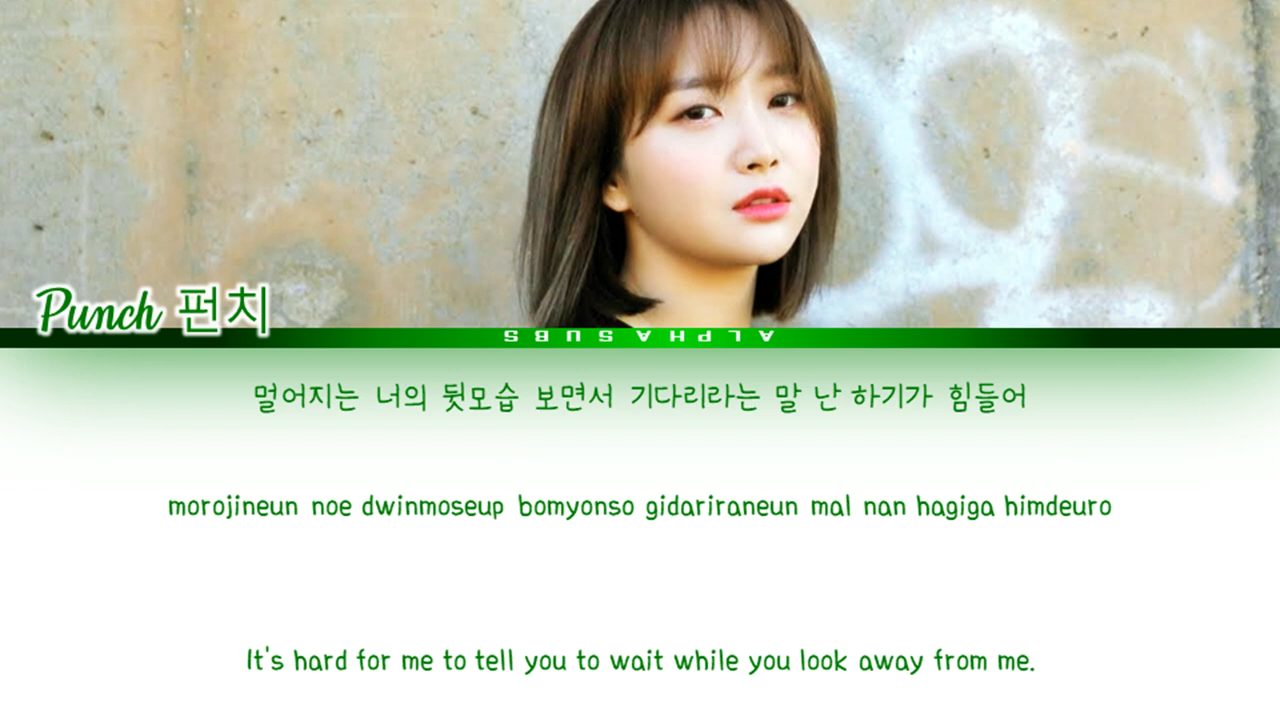 Punch 펀치
ALPHA SUBS
멀어지는 너의 뒷모습 보면서 기다리라는 말 난 하기가 힘들어
morojineun noe dwinmoseup bomyonso gidariraneun mal nan hagiga himdeuro
It's hard for me to tell you to wait while you look away from me.